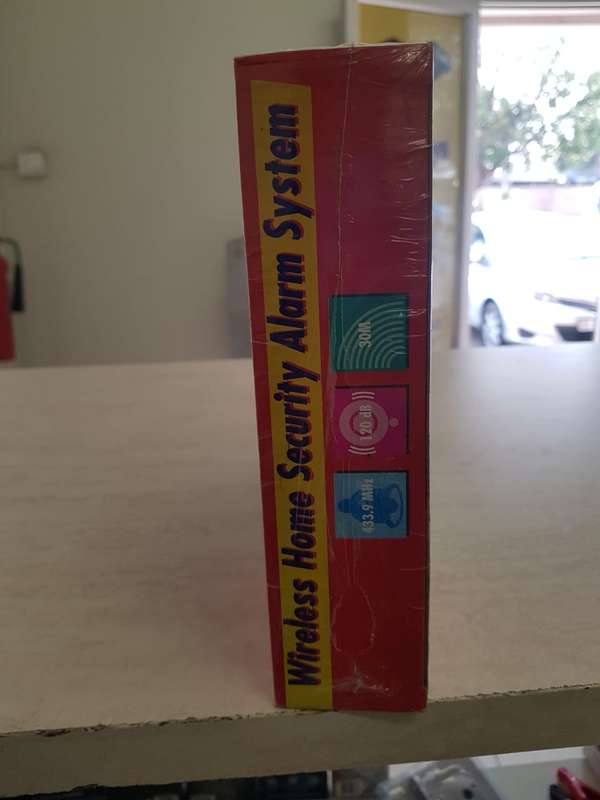 Wireless Home Security Alarm System
433.9 MHz
120 dB
30M